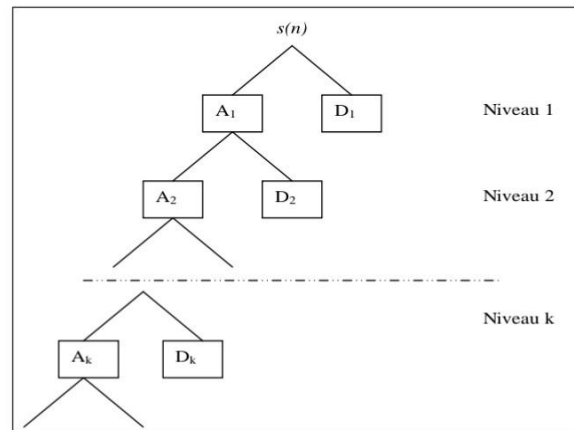 s(n)
A₁ D₁ Niveau 1
A₂ D₂ Niveau 2
Niveau k
Aₖ Dₖ